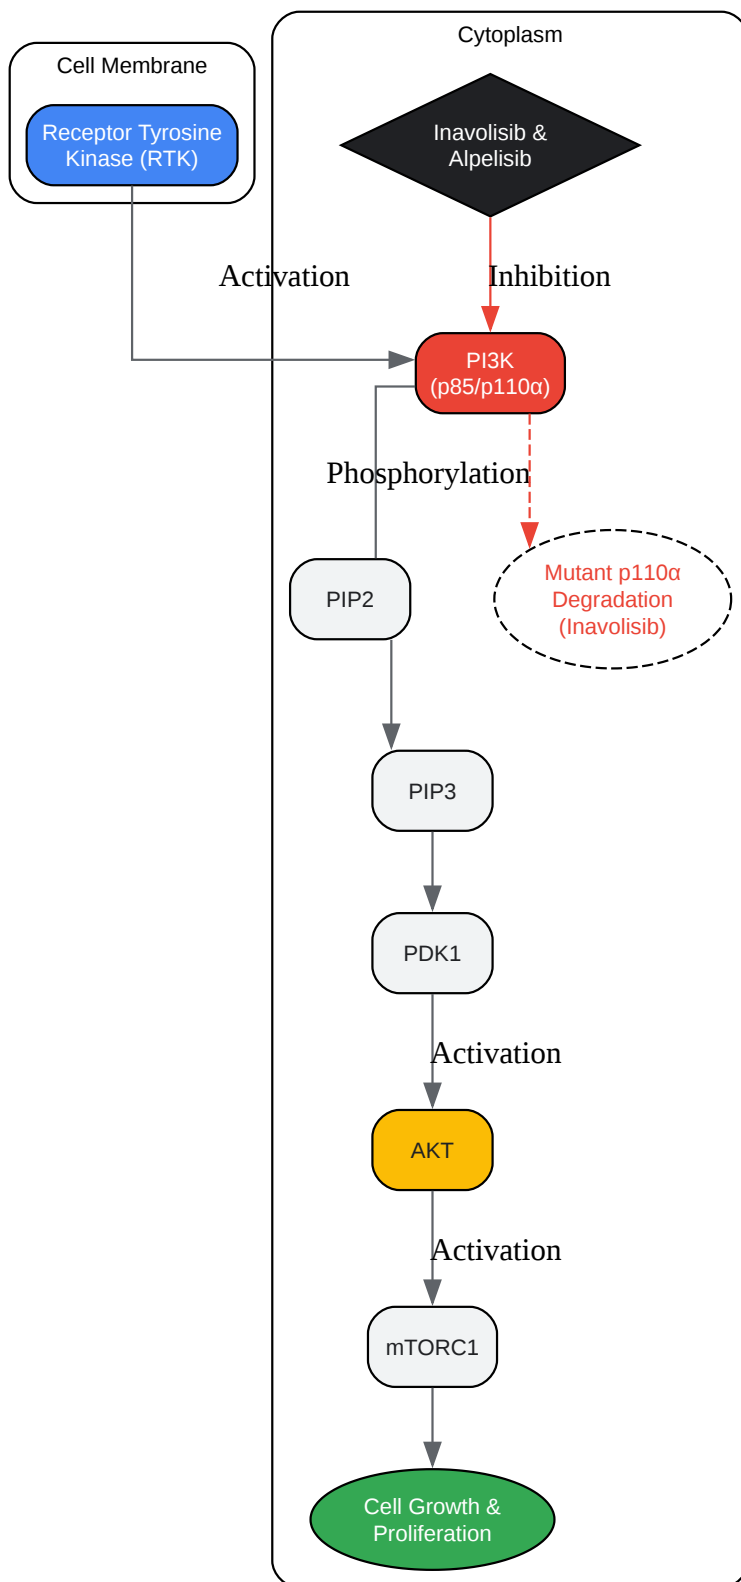 Cytoplasm
Cell Membrane
Receptor Tyrosine
Kinase (RTK)
Inavolisib &
Alpelisib
Activation
Inhibition
PI3K
(p85/p110α)
Phosphorylation
PIP2
Mutant p110α
Degradation
(Inavolisib)
PIP3
PDK1
Activation
AKT
Activation
mTORC1
Cell Growth &
Proliferation